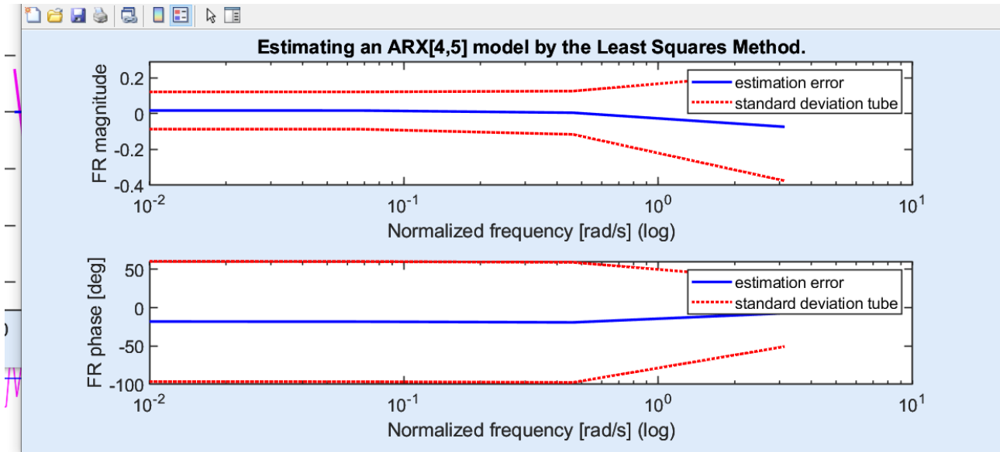 Estimating an ARX[4,5] model by the Least Squares Method.
FR magnitude
0.2
0
-0.2
-0.4
estimation error
standard deviation tube
10^-2
10^-1
10^0
10^1
Normalized frequency [rad/s] (log)
FR phase [deg]
50
0
-50
-100
estimation error
standard deviation tube
10^-2
10^-1
10^0
10^1
Normalized frequency [rad/s] (log)